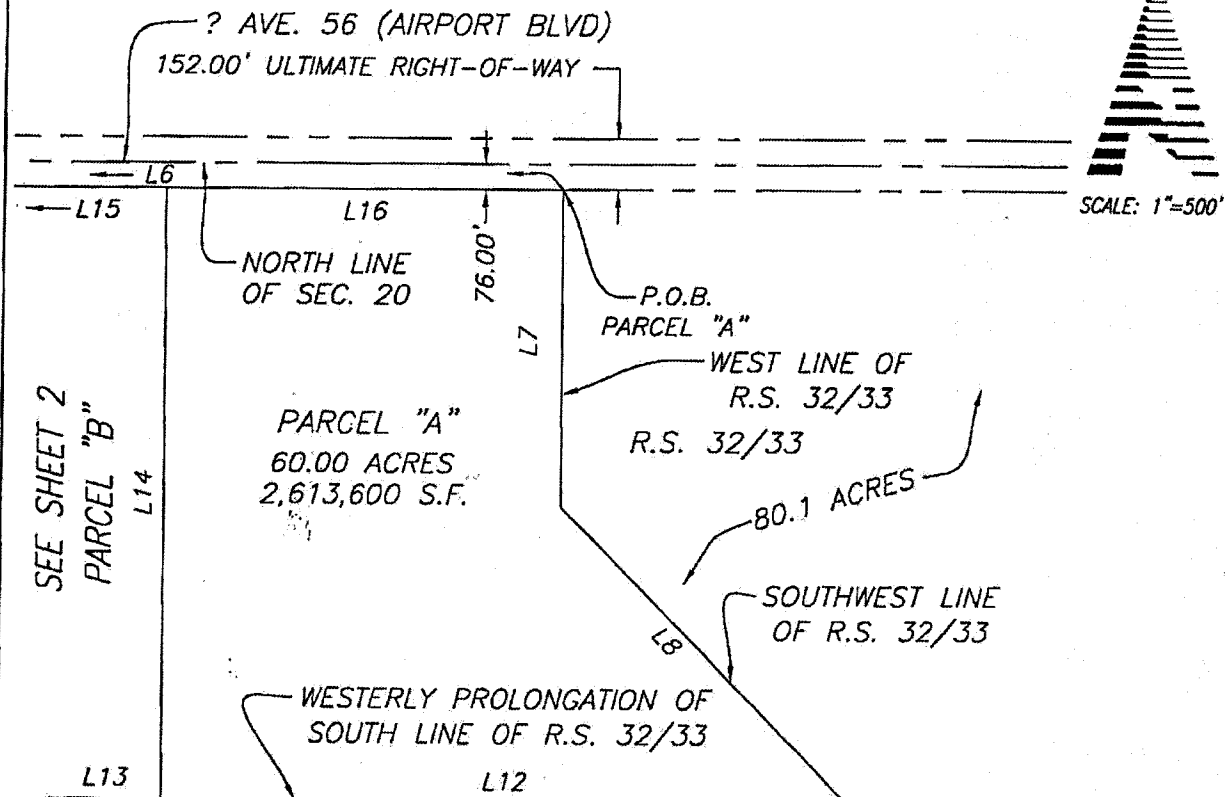 ? AVE. 56 (AIRPORT BLVD)
152.00' ULTIMATE RIGHT-OF-WAY
L6
L15
L16
SCALE: 1"=500'
NORTH LINE
OF SEC. 20
76.00'
P.O.B.
PARCEL "A"
L7
WEST LINE OF
R.S. 32/33
R.S. 32/33
SEE SHEET 2
PARCEL "B"
L14
PARCEL "A"
60.00 ACRES
2,613,600 S.F.
80.1 ACRES
SOUTHWEST LINE
OF R.S. 32/33
L8
WESTERLY PROLONGATION OF
SOUTH LINE OF R.S. 32/33
L13
L12